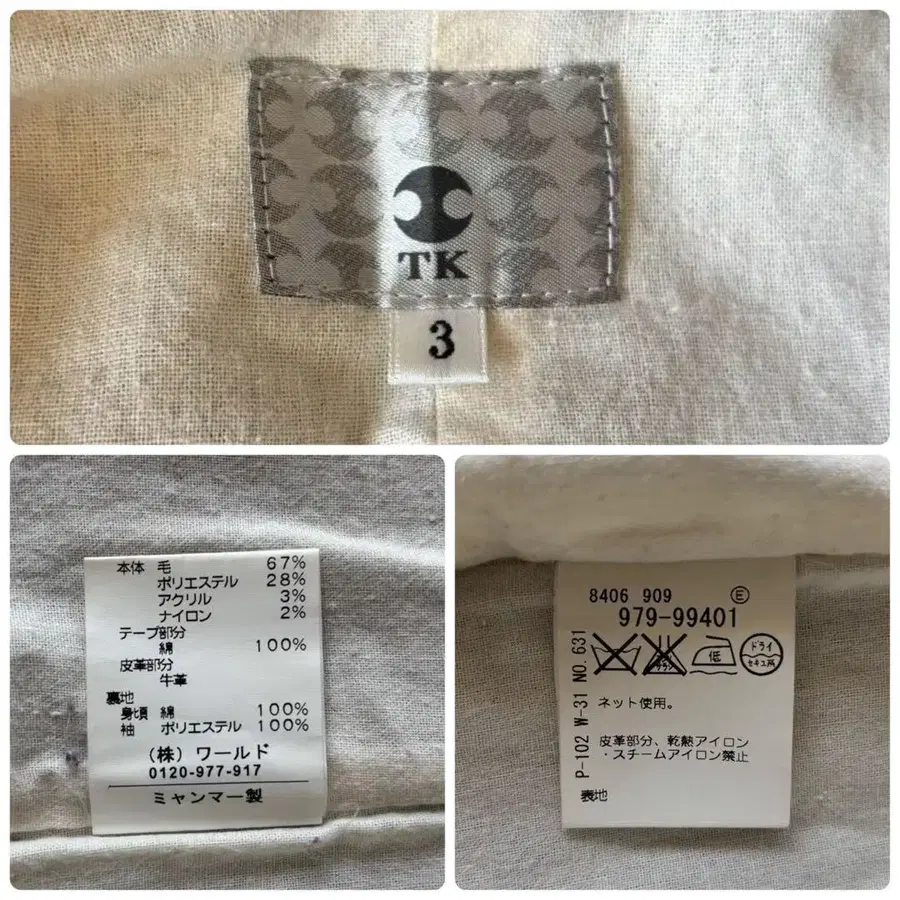 TK
3
本体 毛 67%
ポリエステル 28%
アクリル 3%
ナイロン 2%
テープ部分
綿 100%
皮革部分
牛革
裏地
身頃 綿 100%
袖 ポリエステル 100%
(株) ワールド
0120-977-917
ミャンマー製
8406 909 Ⓔ
979-99401
低
ドライ
セキユ系
ネット使用。
皮革部分、乾熱アイロン
・スチームアイロン禁止
表地
P-102 W-31 NO.631